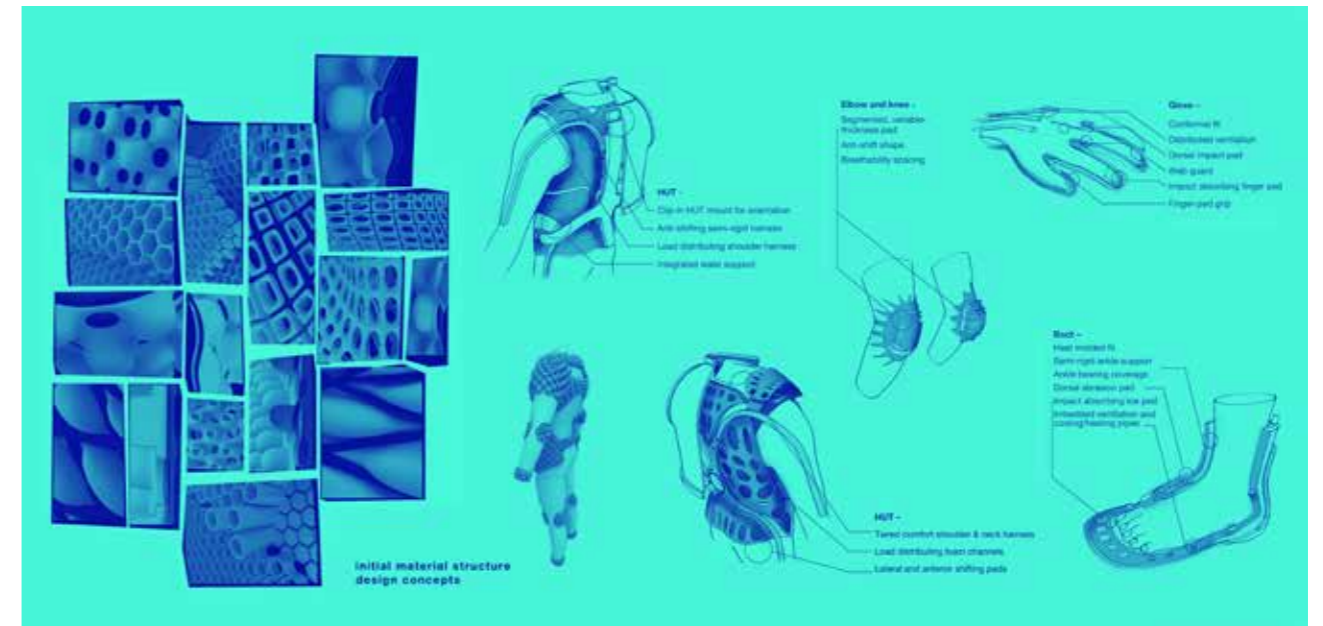 HUT -
Clip-in HUT mount for orientation
Anti-shifting semi-rigid harness
Load distributing shoulder harness
Integrated waist support
Elbow and knee -
Segmented, variable-
thickness pad
Anti-shift shape
Breathability spacing
Glove -
Conformal fit
Distributed ventilation
Dorsal impact pad
Web guard
Impact absorbing finger pad
Finger-pad grip
Boot -
Heat molded fit
Semi-rigid ankle support
Ankle bearing coverage
Dorsal abrasion pad
Impact absorbing toe pad
Imbedded ventilation and
cooling/heating pipes
HUT -
Tiered comfort shoulder & neck harness
Load distributing foam channels
Lateral and anterior shifting pads
initial material structure
design concepts